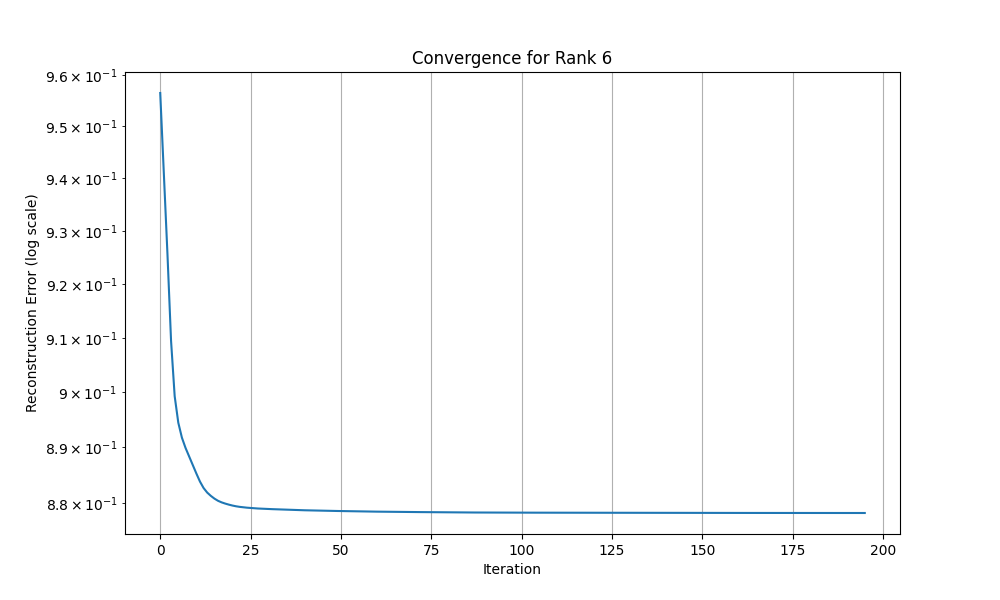 Convergence for Rank 6
Reconstruction Error (log scale)
9.6 × 10⁻¹
9.5 × 10⁻¹
9.4 × 10⁻¹
9.3 × 10⁻¹
9.2 × 10⁻¹
9.1 × 10⁻¹
9 × 10⁻¹
8.9 × 10⁻¹
8.8 × 10⁻¹
0 25 50 75 100 125 150 175 200
Iteration